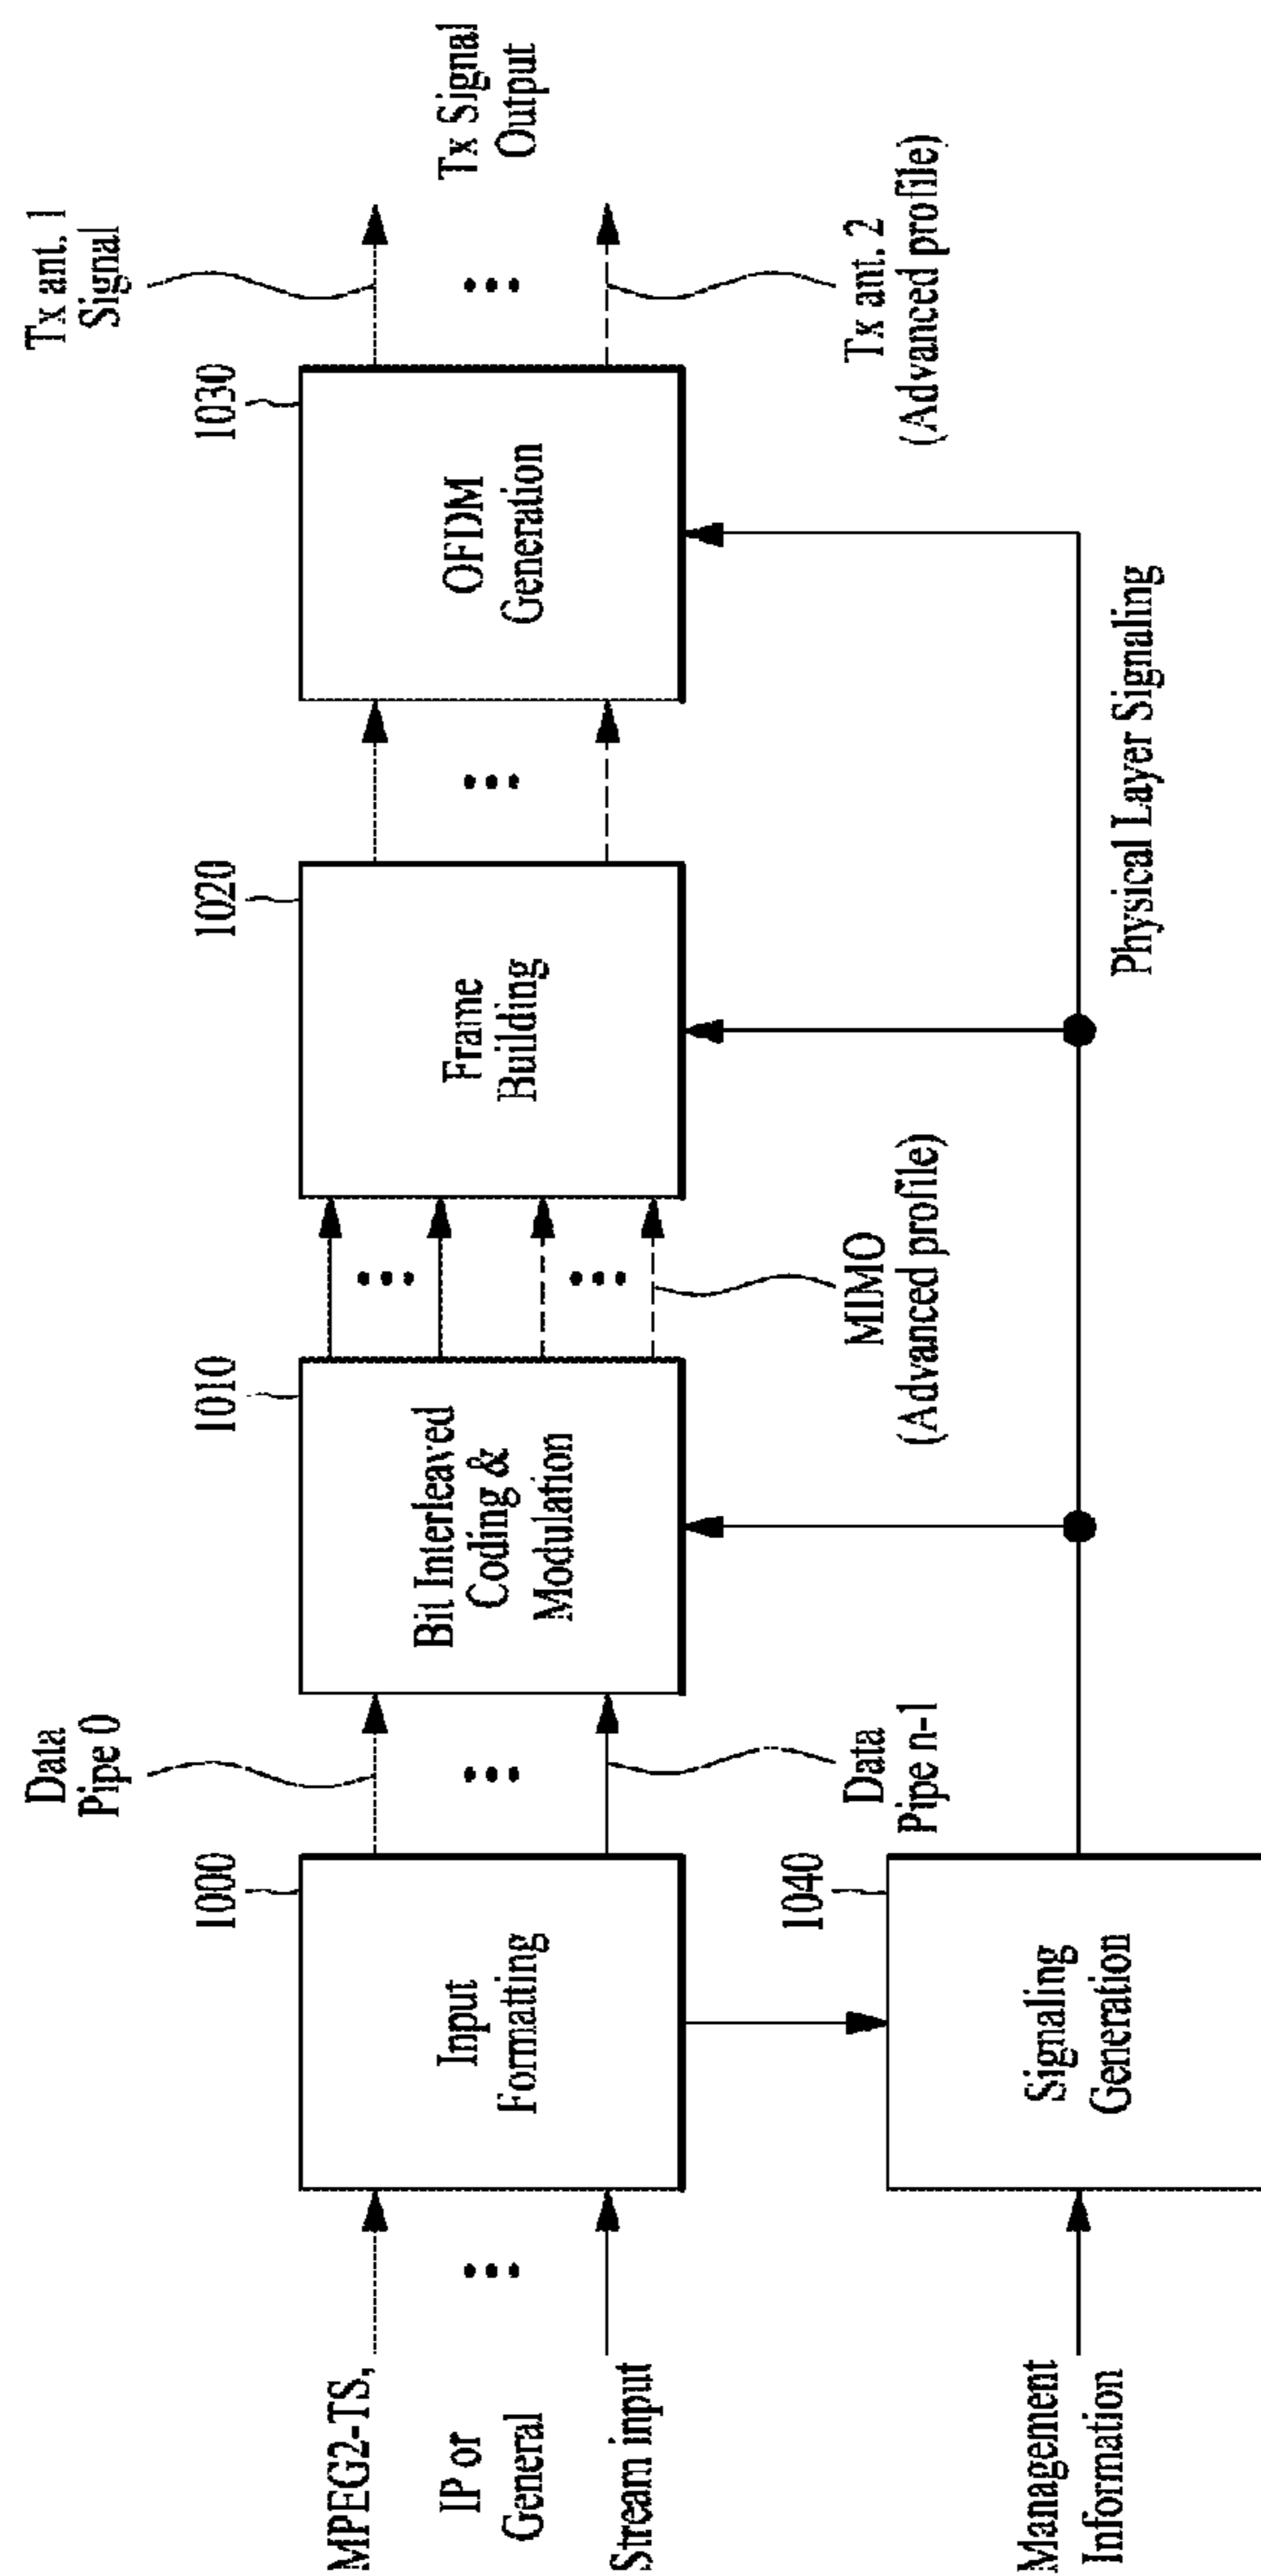 MPEG2-TS,
IP or
General
Stream input
Management
Information
1000
Input
Formatting
1040
Signaling
Generation
Data
Pipe 0
Data
Pipe n-1
1010
Bit Interleaved
Coding &
Modulation
MIMO
(Advanced profile)
1020
Frame
Building
Physical Layer Signaling
1030
OFDM
Generation
Tx ant. 1
Signal
Tx ant. 2
(Advanced profile)
Tx Signal
Output